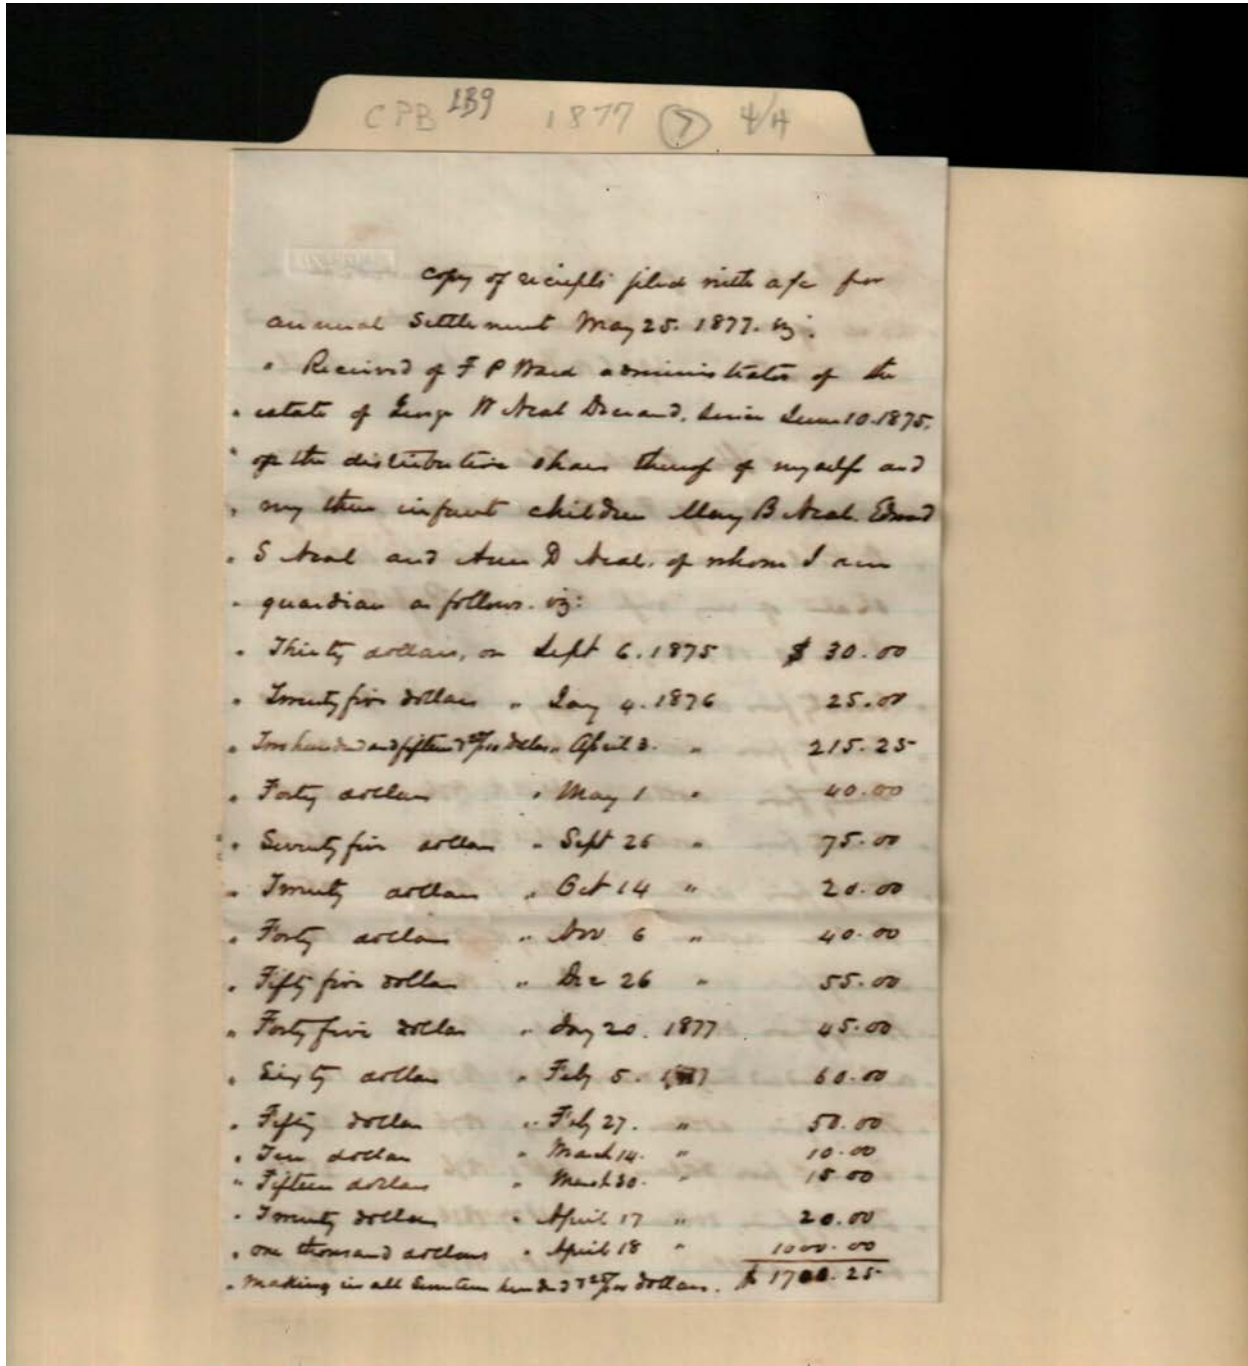 CPB LB9 1877 7 4/A
copy of receipts filed with a/c for
annual Settlement May 25. 1877. viz:
" Received of F P Ward administrator of the
" estate of George W Neal Deceased. Since June 10. 1875.
" of the distributive share thereof of myself and
" my three infant children Mary B Neal. Edward
" S Neal and Ann D Neal. of whom I am
" guardian as follows. viz:
" Thirty dollars, on Sept 6. 1875 $ 30.00
" Twenty five dollars " Jany 4. 1876 25.00
" Two hundred and fifteen & 25/100 dollars " April 3. " 215.25
" Forty dollars " May 1 " 40.00
" Seventy five dollars " Sept 26 " 75.00
" Twenty dollars " Oct 14 " 20.00
" Forty dollars " Nov 6 " 40.00
" Fifty five dollars " Dec 26 " 55.00
" Forty five dollars " Jany 20. 1877 45.00
" Sixty dollars " Feby 5. 60.00
" Fifty dollars " Feby 27. " 50.00
" Ten dollars " March 14. " 10.00
" Fifteen dollars " March 30. " 15.00
" Twenty dollars " April 17 " 20.00
" one thousand dollars " April 18 " 1000.00
" Making in all Seventeen hundred & 25/100 dollars. $ 1700.25